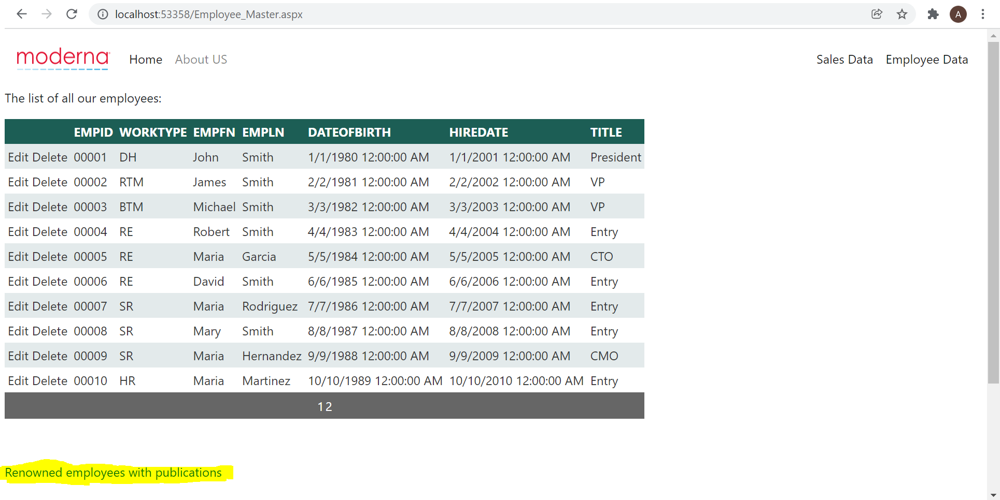 localhost:53358/Employee_Master.aspx
A
moderna Home About US Sales Data Employee Data
The list of all our employees:
EMPID WORKTYPE EMPFN EMPLN DATEOFBIRTH HIREDATE TITLE
Edit Delete 00001 DH John Smith 1/1/1980 12:00:00 AM 1/1/2001 12:00:00 AM President
Edit Delete 00002 RTM James Smith 2/2/1981 12:00:00 AM 2/2/2002 12:00:00 AM VP
Edit Delete 00003 BTM Michael Smith 3/3/1982 12:00:00 AM 3/3/2003 12:00:00 AM VP
Edit Delete 00004 RE Robert Smith 4/4/1983 12:00:00 AM 4/4/2004 12:00:00 AM Entry
Edit Delete 00005 RE Maria Garcia 5/5/1984 12:00:00 AM 5/5/2005 12:00:00 AM CTO
Edit Delete 00006 RE David Smith 6/6/1985 12:00:00 AM 6/6/2006 12:00:00 AM Entry
Edit Delete 00007 SR Maria Rodriguez 7/7/1986 12:00:00 AM 7/7/2007 12:00:00 AM Entry
Edit Delete 00008 SR Mary Smith 8/8/1987 12:00:00 AM 8/8/2008 12:00:00 AM Entry
Edit Delete 00009 SR Maria Hernandez 9/9/1988 12:00:00 AM 9/9/2009 12:00:00 AM CMO
Edit Delete 00010 HR Maria Martinez 10/10/1989 12:00:00 AM 10/10/2010 12:00:00 AM Entry
1 2
Renowned employees with publications